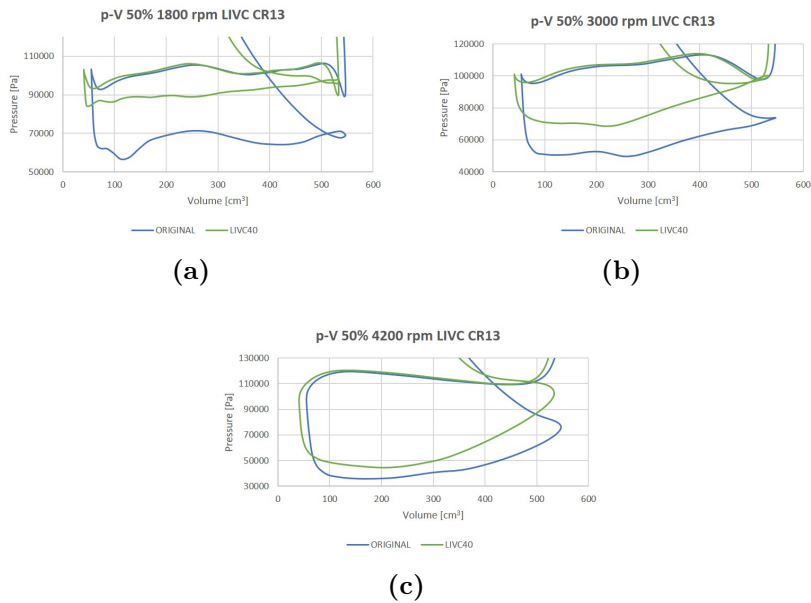 p-V 50% 1800 rpm LIVC CR13
Pressure [Pa]
110000
90000
70000
50000
0 100 200 300 400 500 600
Volume [cm³]
ORIGINAL LIVC40
(a)
p-V 50% 3000 rpm LIVC CR13
Pressure [Pa]
120000
100000
80000
60000
40000
0 100 200 300 400 500 600
Volume [cm³]
ORIGINAL LIVC40
(b)
p-V 50% 4200 rpm LIVC CR13
Pressure [Pa]
130000
110000
90000
70000
50000
30000
0 100 200 300 400 500 600
Volume [cm³]
ORIGINAL LIVC40
(c)